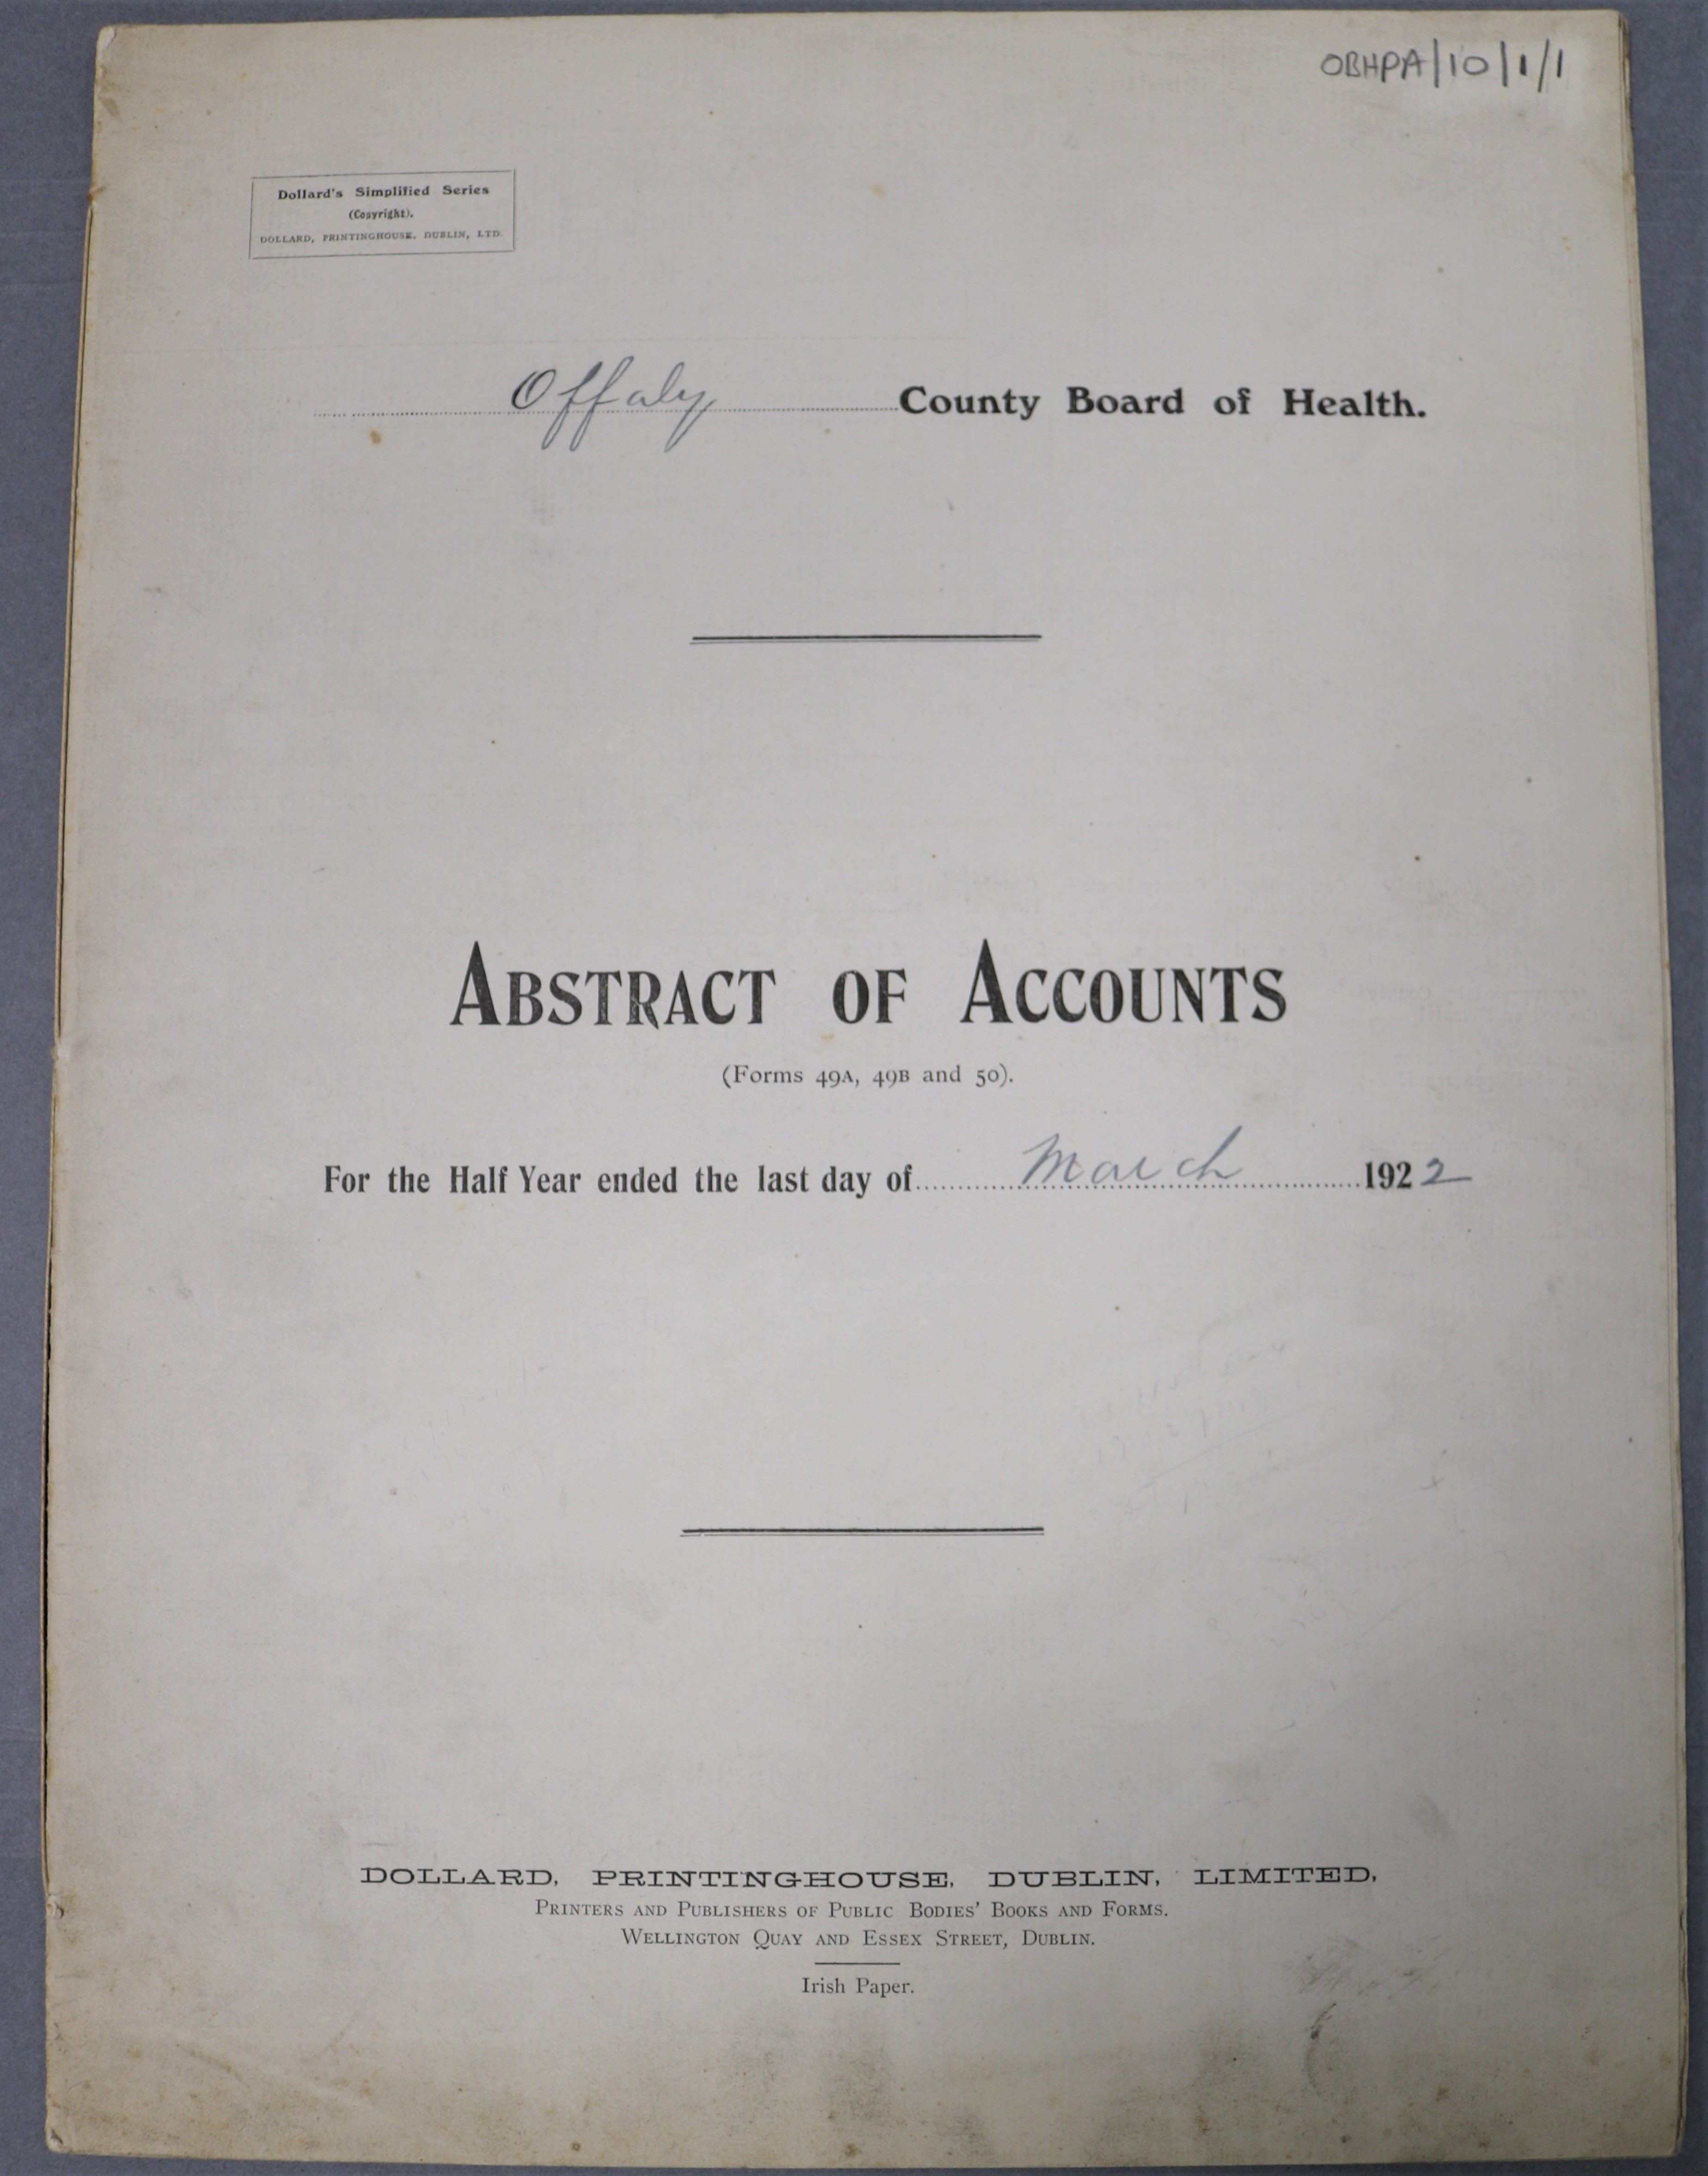 OBHPA/10/1/1
Dollard's Simplified Series
(Copyright).
DOLLARD, PRINTINGHOUSE, DUBLIN, LTD.
Offaly County Board of Health.
ABSTRACT OF ACCOUNTS
(Forms 49A, 49B and 50).
For the Half Year ended the last day of March 1922
DOLLARD, PRINTINGHOUSE, DUBLIN, LIMITED,
PRINTERS AND PUBLISHERS OF PUBLIC BODIES' BOOKS AND FORMS.
WELLINGTON QUAY AND ESSEX STREET, DUBLIN.
Irish Paper.